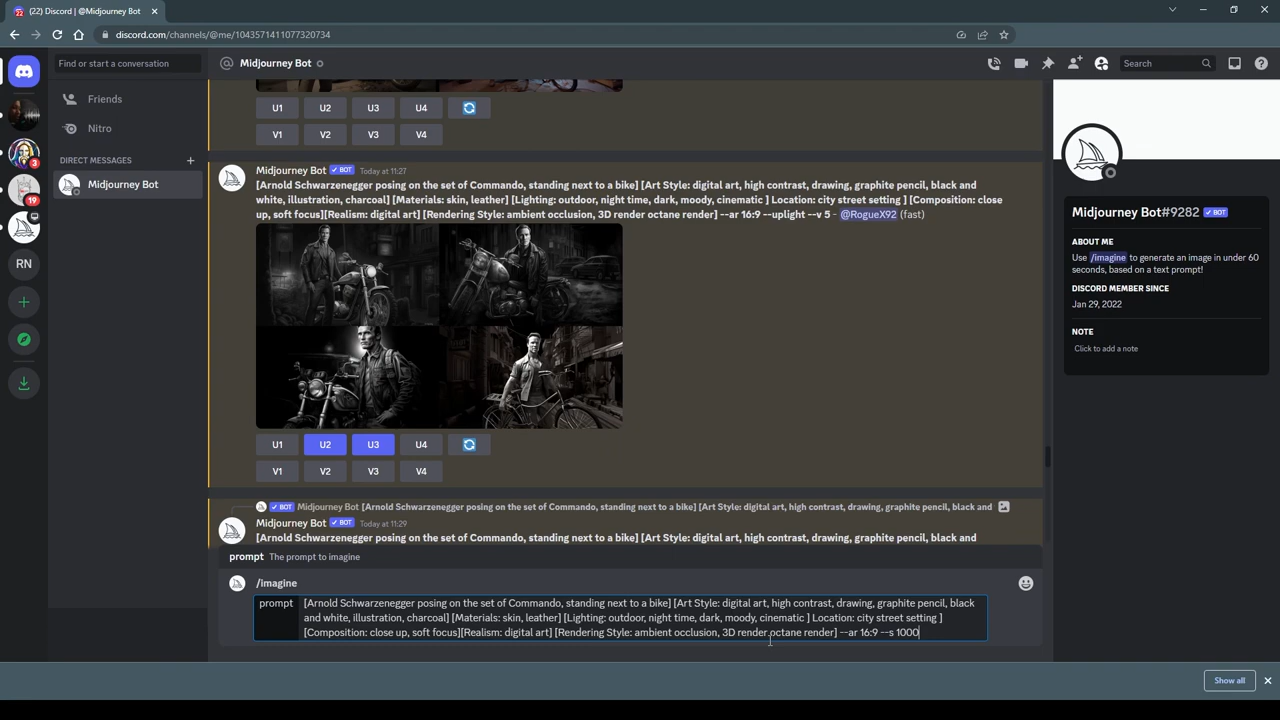 22
(22) Discord | @Midjourney Bot
discord.com/channels/@me/1043571411077320734
Find or start a conversation
Midjourney Bot
Search
Friends
Nitro
DIRECT MESSAGES
Midjourney Bot
3
19
RN
U1 U2 U3 U4
V1 V2 V3 V4
Midjourney Bot BOT Today at 11:27
[Arnold Schwarzenegger posing on the set of Commando, standing next to a bike] [Art Style: digital art, high contrast, drawing, graphite pencil, black and
white, illustration, charcoal] [Materials: skin, leather] [Lighting: outdoor, night time, dark, moody, cinematic ] Location: city street setting ] [Composition: close
up, soft focus][Realism: digital art] [Rendering Style: ambient occlusion, 3D render octane render] --ar 16:9 --uplight --v 5 - @RogueX92 (fast)
U1 U2 U3 U4
V1 V2 V3 V4
BOT Midjourney Bot [Arnold Schwarzenegger posing on the set of Commando, standing next to a bike] [Art Style: digital art, high contrast, drawing, graphite pencil, black and
Midjourney Bot BOT Today at 11:29
[Arnold Schwarzenegger posing on the set of Commando, standing next to a bike] [Art Style: digital art, high contrast, drawing, graphite pencil, black and
prompt The prompt to imagine
/imagine
prompt [Arnold Schwarzenegger posing on the set of Commando, standing next to a bike] [Art Style: digital art, high contrast, drawing, graphite pencil, black
and white, illustration, charcoal] [Materials: skin, leather] [Lighting: outdoor, night time, dark, moody, cinematic ] Location: city street setting ]
[Composition: close up, soft focus][Realism: digital art] [Rendering Style: ambient occlusion, 3D render octane render] --ar 16:9 --s 1000
Midjourney Bot#9282 BOT
ABOUT ME
Use /imagine to generate an image in under 60
seconds, based on a text prompt!
DISCORD MEMBER SINCE
Jan 29, 2022
NOTE
Click to add a note
Show all